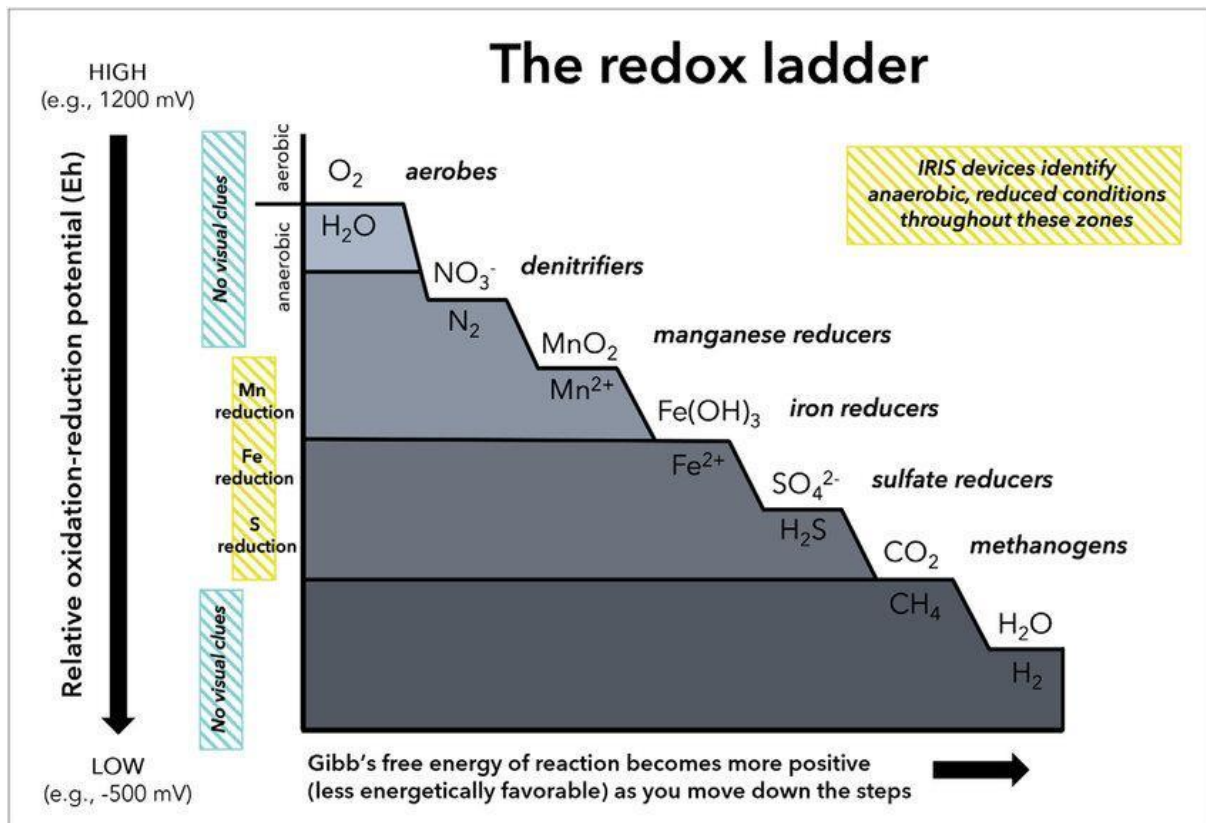 The redox ladder
HIGH
(e.g., 1200 mV)
Relative oxidation-reduction potential (Eh)
LOW
(e.g., -500 mV)
No visual clues
Mn
reduction
Fe
reduction
S
reduction
No visual clues
aerobic
anaerobic
O₂
aerobes
H₂O
NO₃⁻
denitrifiers
N₂
MnO₂
manganese reducers
Mn²⁺
Fe(OH)₃
iron reducers
Fe²⁺
SO₄²⁻
sulfate reducers
H₂S
CO₂
methanogens
CH₄
H₂O
H₂
IRIS devices identify
anaerobic, reduced conditions
throughout these zones
Gibb's free energy of reaction becomes more positive
(less energetically favorable) as you move down the steps